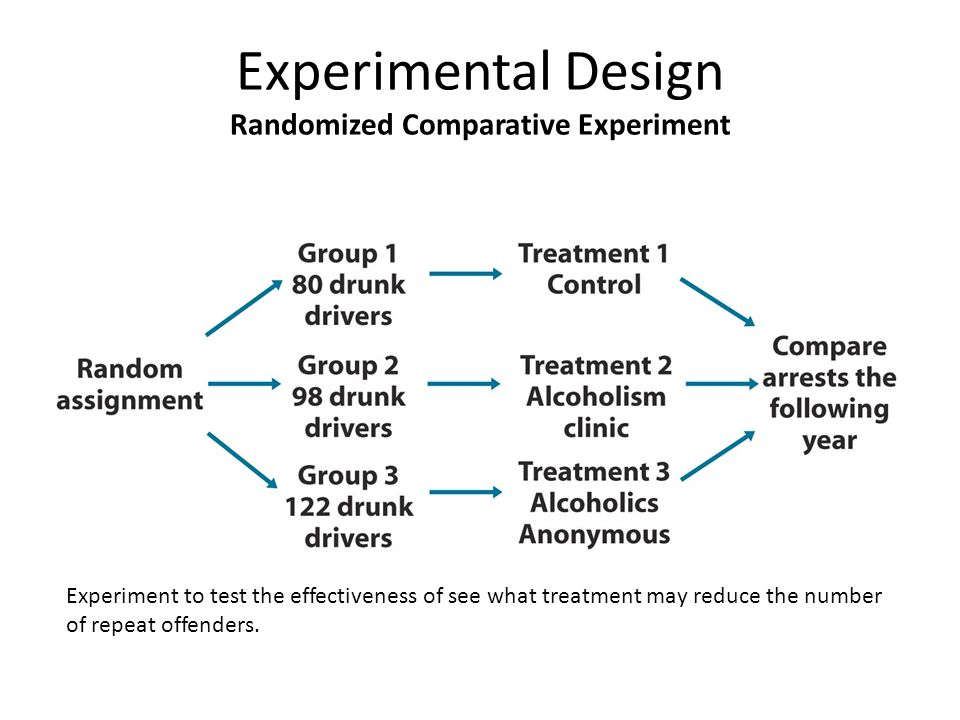 Experimental Design
Randomized Comparative Experiment
Random
assignment
Group 1
80 drunk
drivers
Treatment 1
Control
Group 2
98 drunk
drivers
Treatment 2
Alcoholism
clinic
Group 3
122 drunk
drivers
Treatment 3
Alcoholics
Anonymous
Compare
arrests the
following
year
Experiment to test the effectiveness of see what treatment may reduce the number
of repeat offenders.